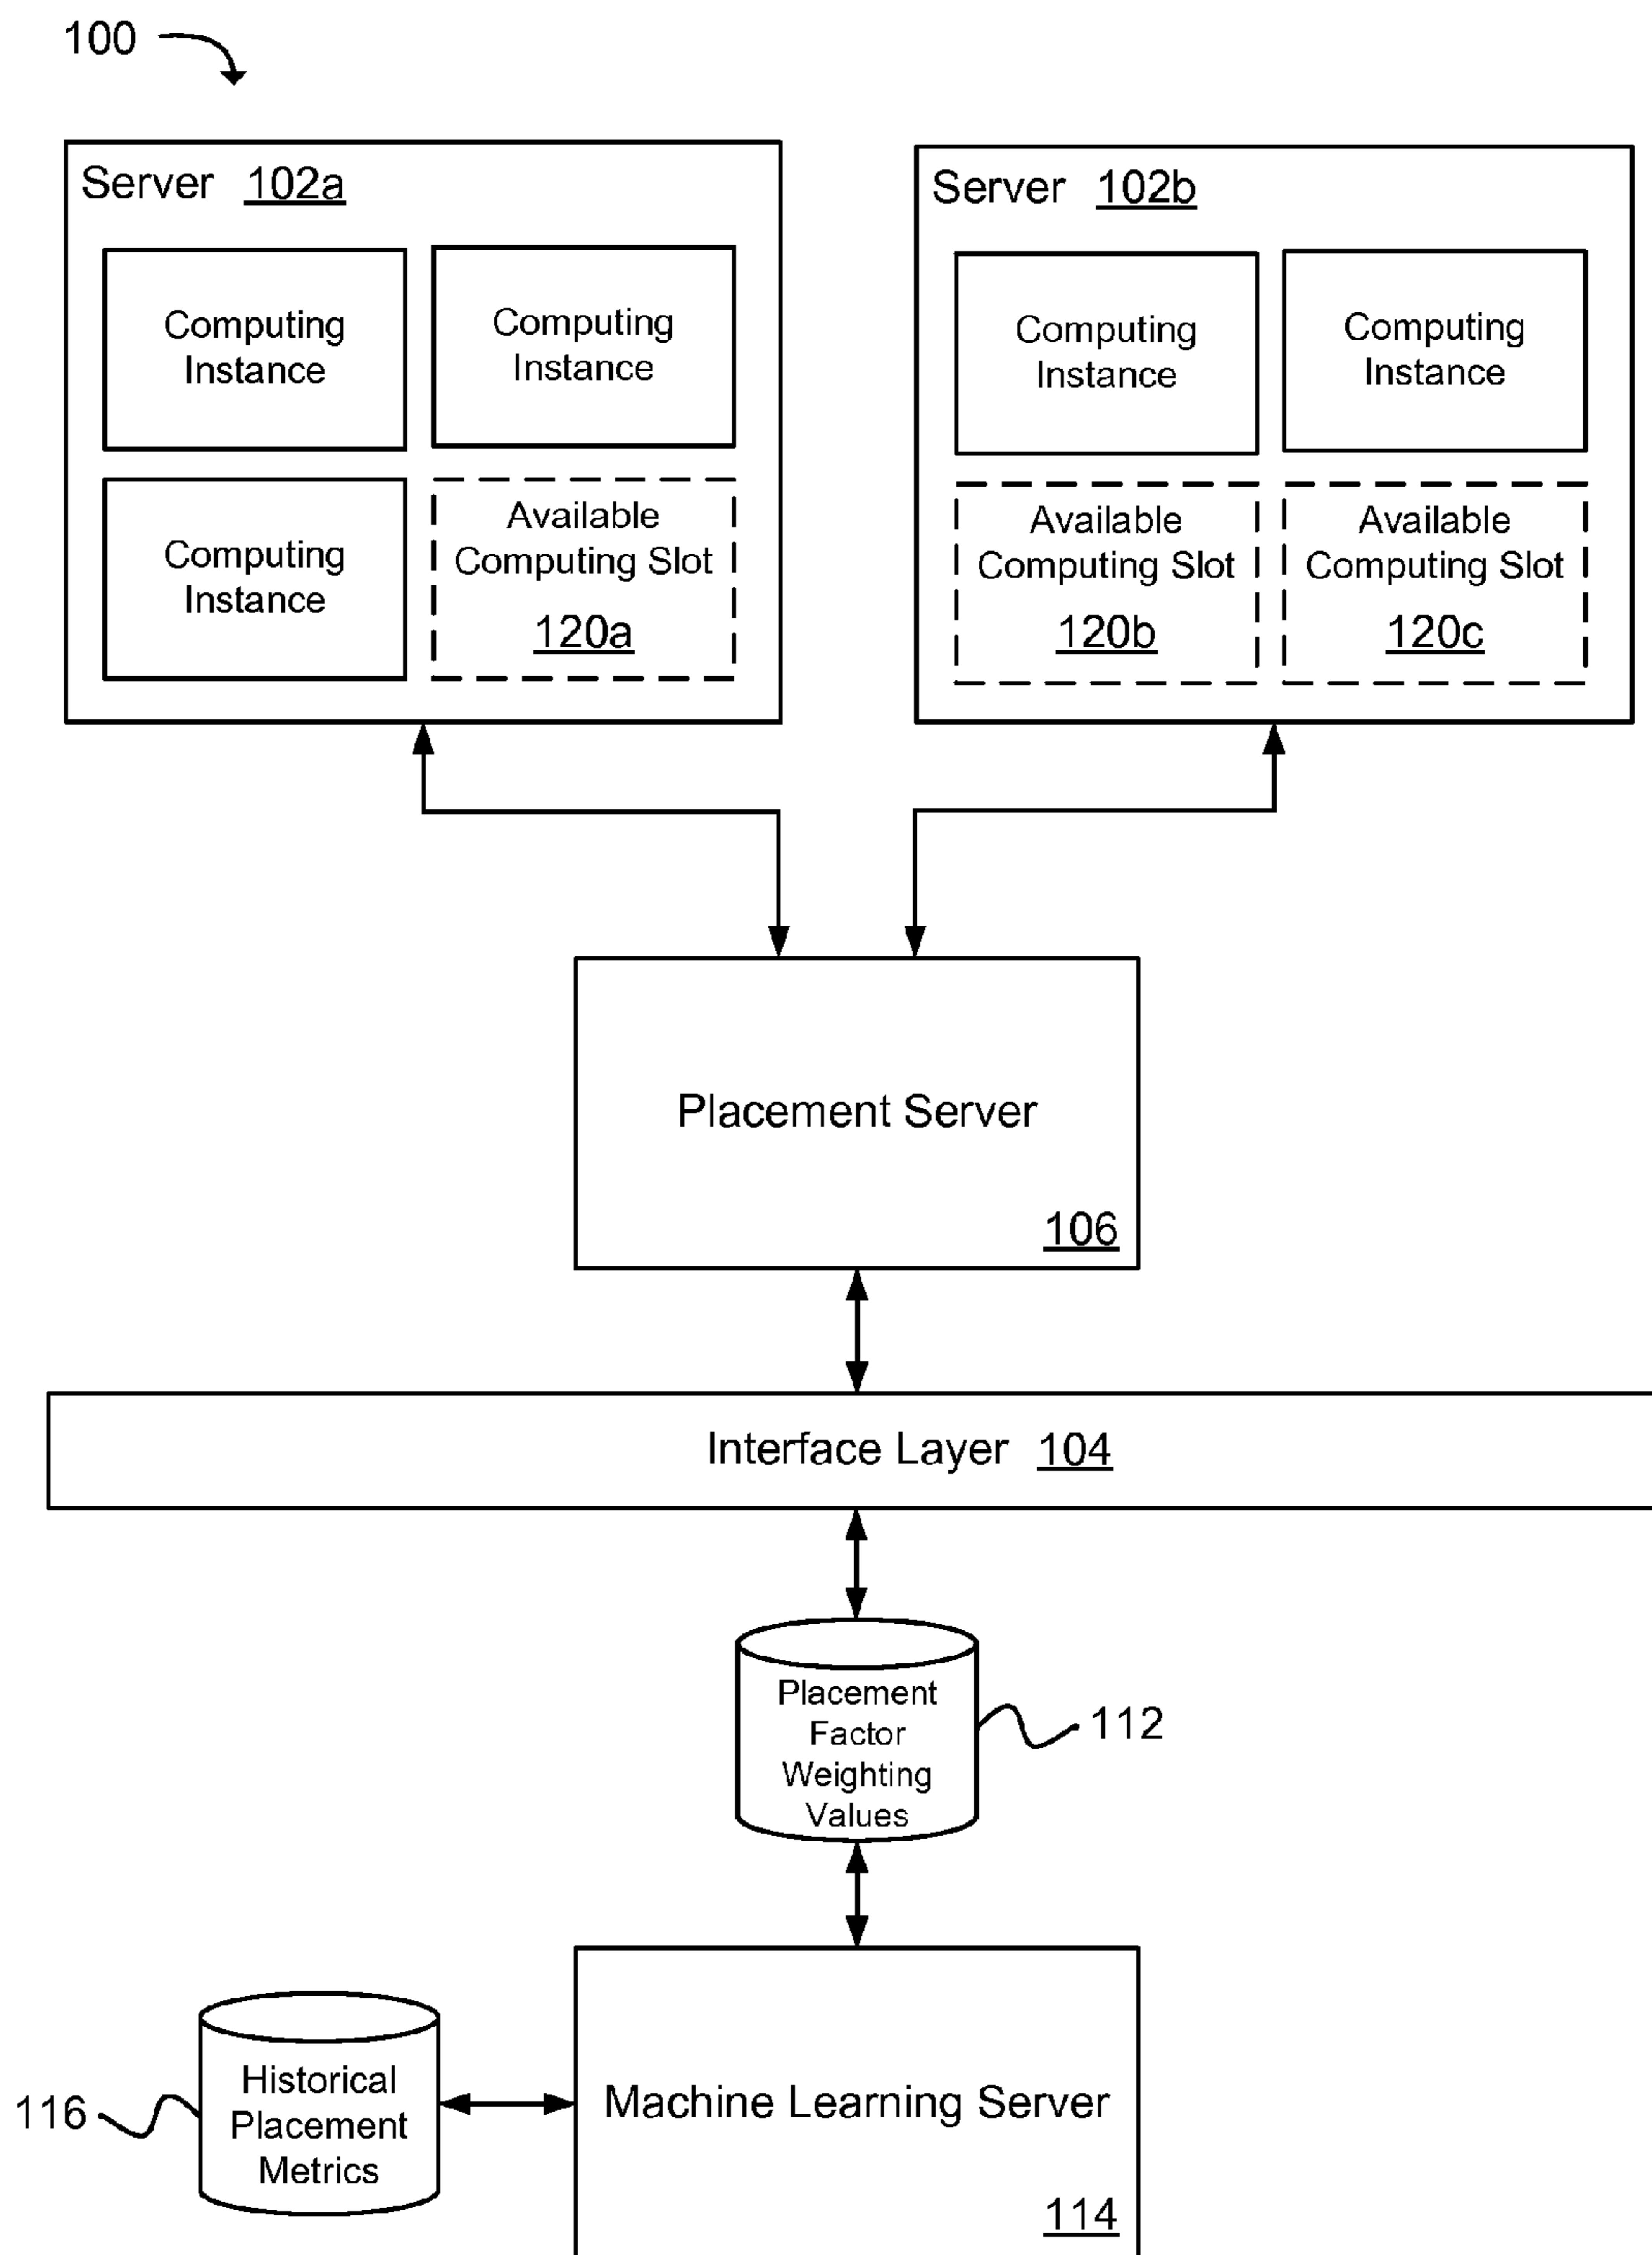 100
Server 102a
Computing
Instance
Computing
Instance
Computing
Instance
Available
Computing Slot
120a
Server 102b
Computing
Instance
Computing
Instance
Available
Computing Slot
120b
Available
Computing Slot
120c
Placement Server
106
Interface Layer 104
Placement
Factor
Weighting
Values
112
Historical
Placement
Metrics
116
Machine Learning Server
114